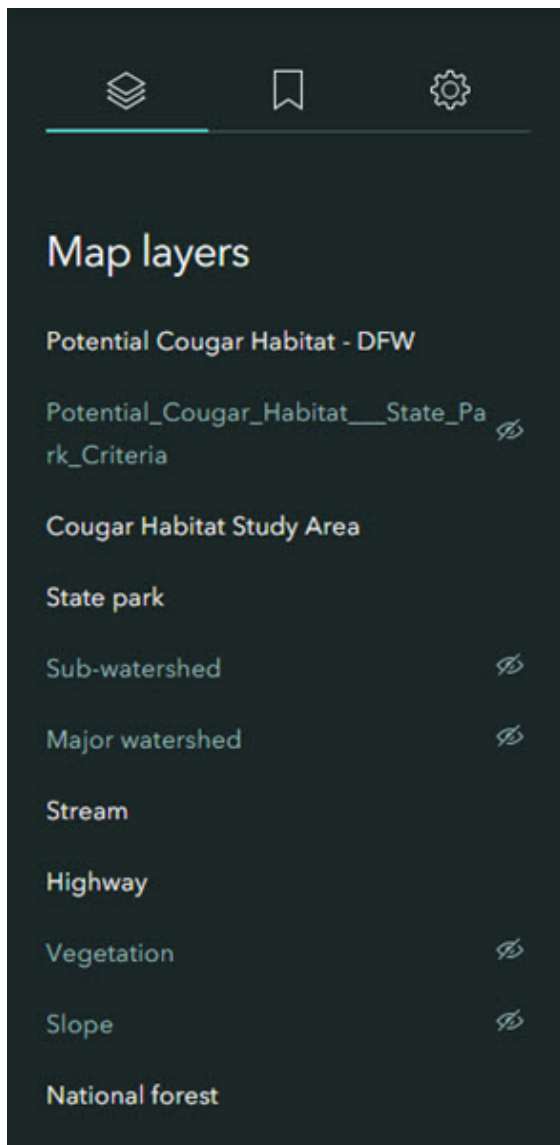 Map layers
Potential Cougar Habitat - DFW
Potential_Cougar_Habitat___State_Pa
rk_Criteria
Cougar Habitat Study Area
State park
Sub-watershed
Major watershed
Stream
Highway
Vegetation
Slope
National forest